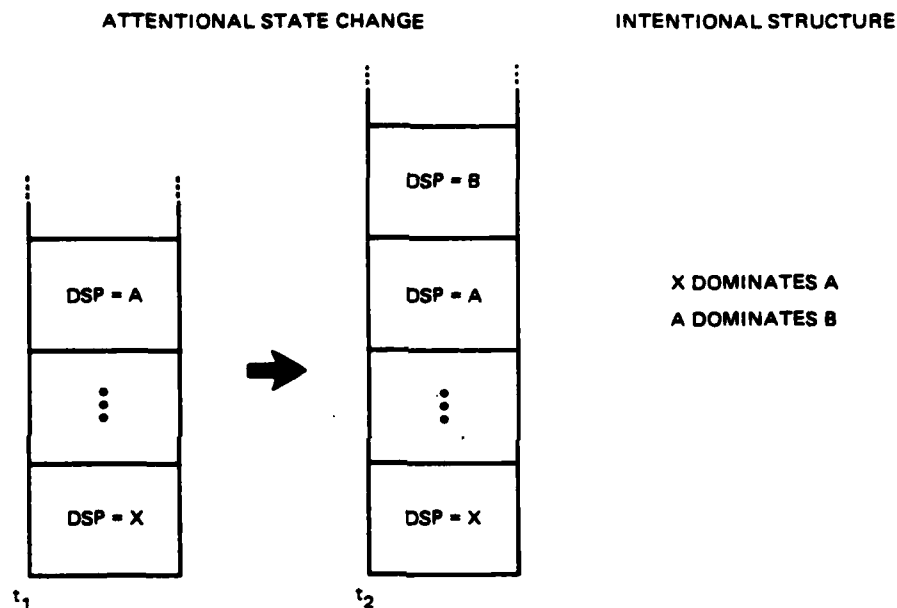 ATTENTIONAL STATE CHANGE
INTENTIONAL STRUCTURE
DSP = A
DSP = X
t1
DSP = B
DSP = A
DSP = X
t2
X DOMINATES A
A DOMINATES B